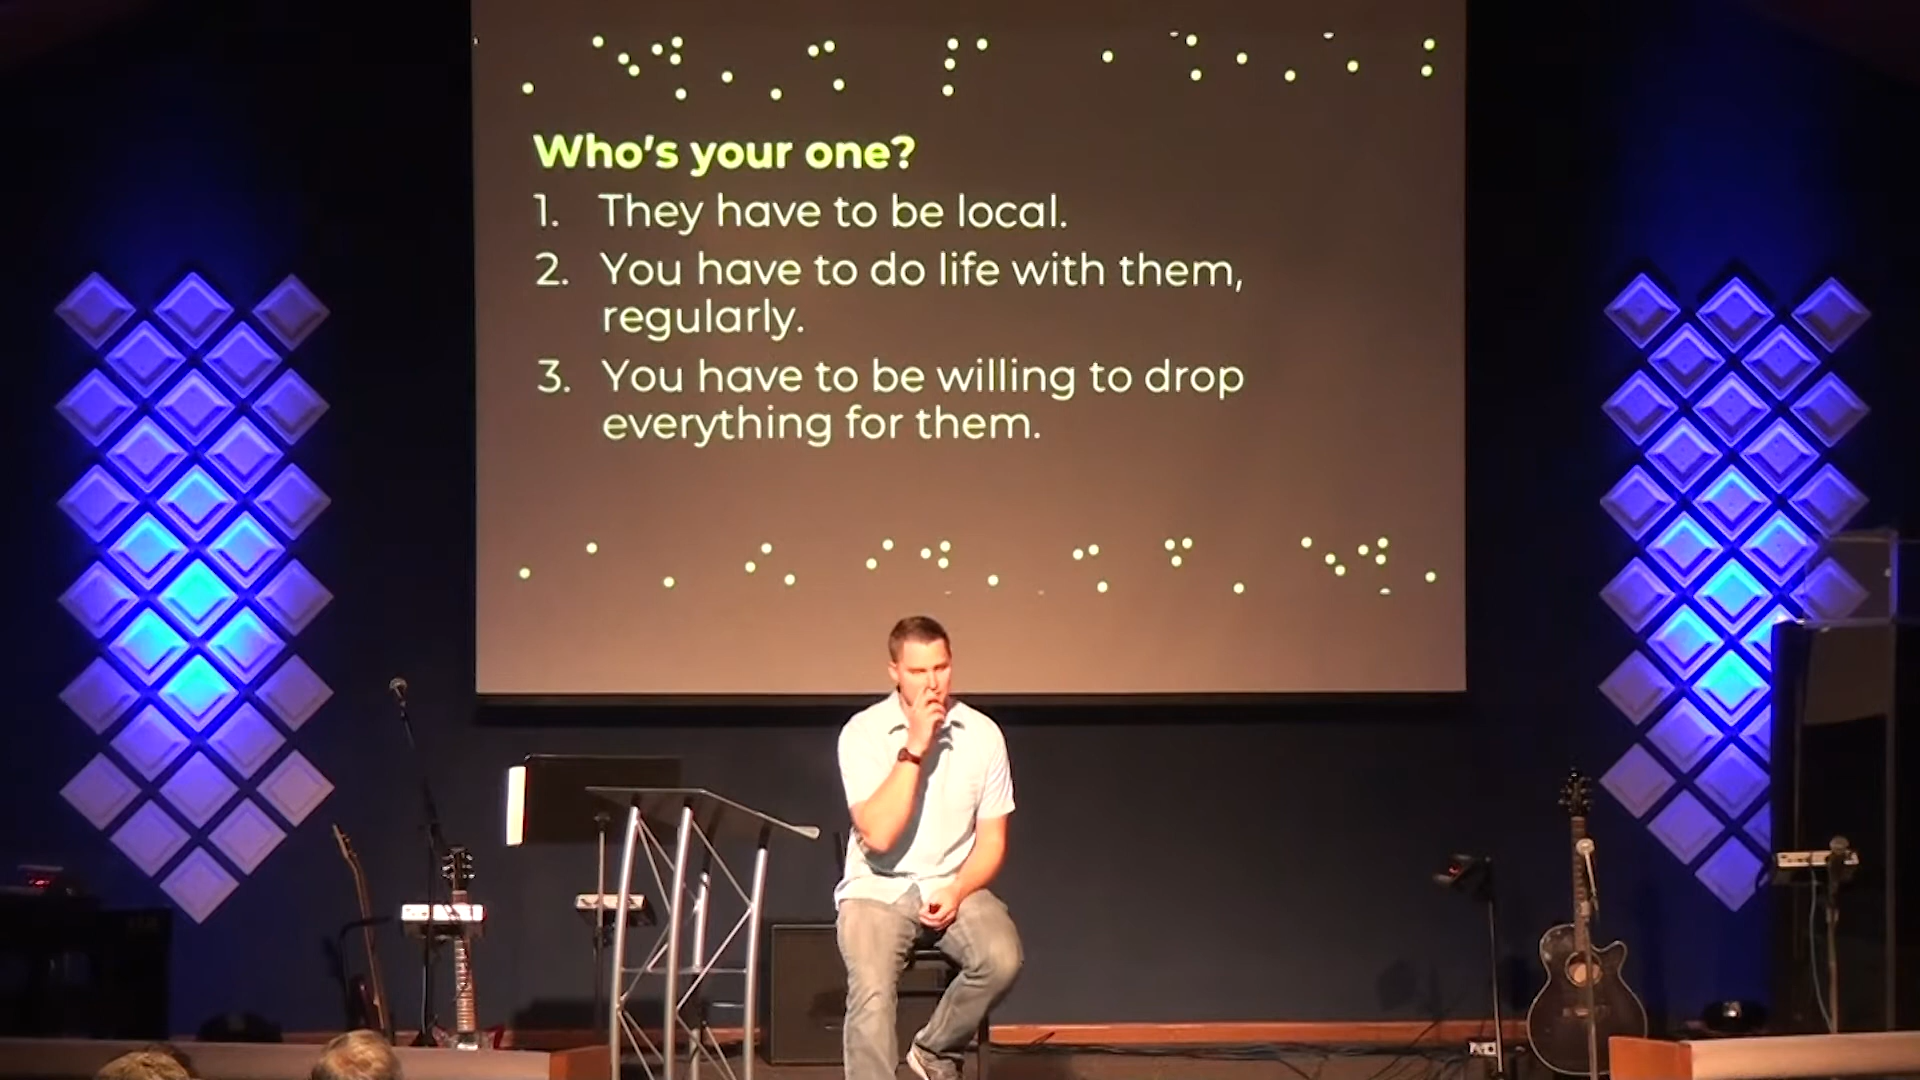 Who's your one?
1. They have to be local.
2. You have to do life with them,
regularly.
3. You have to be willing to drop
everything for them.